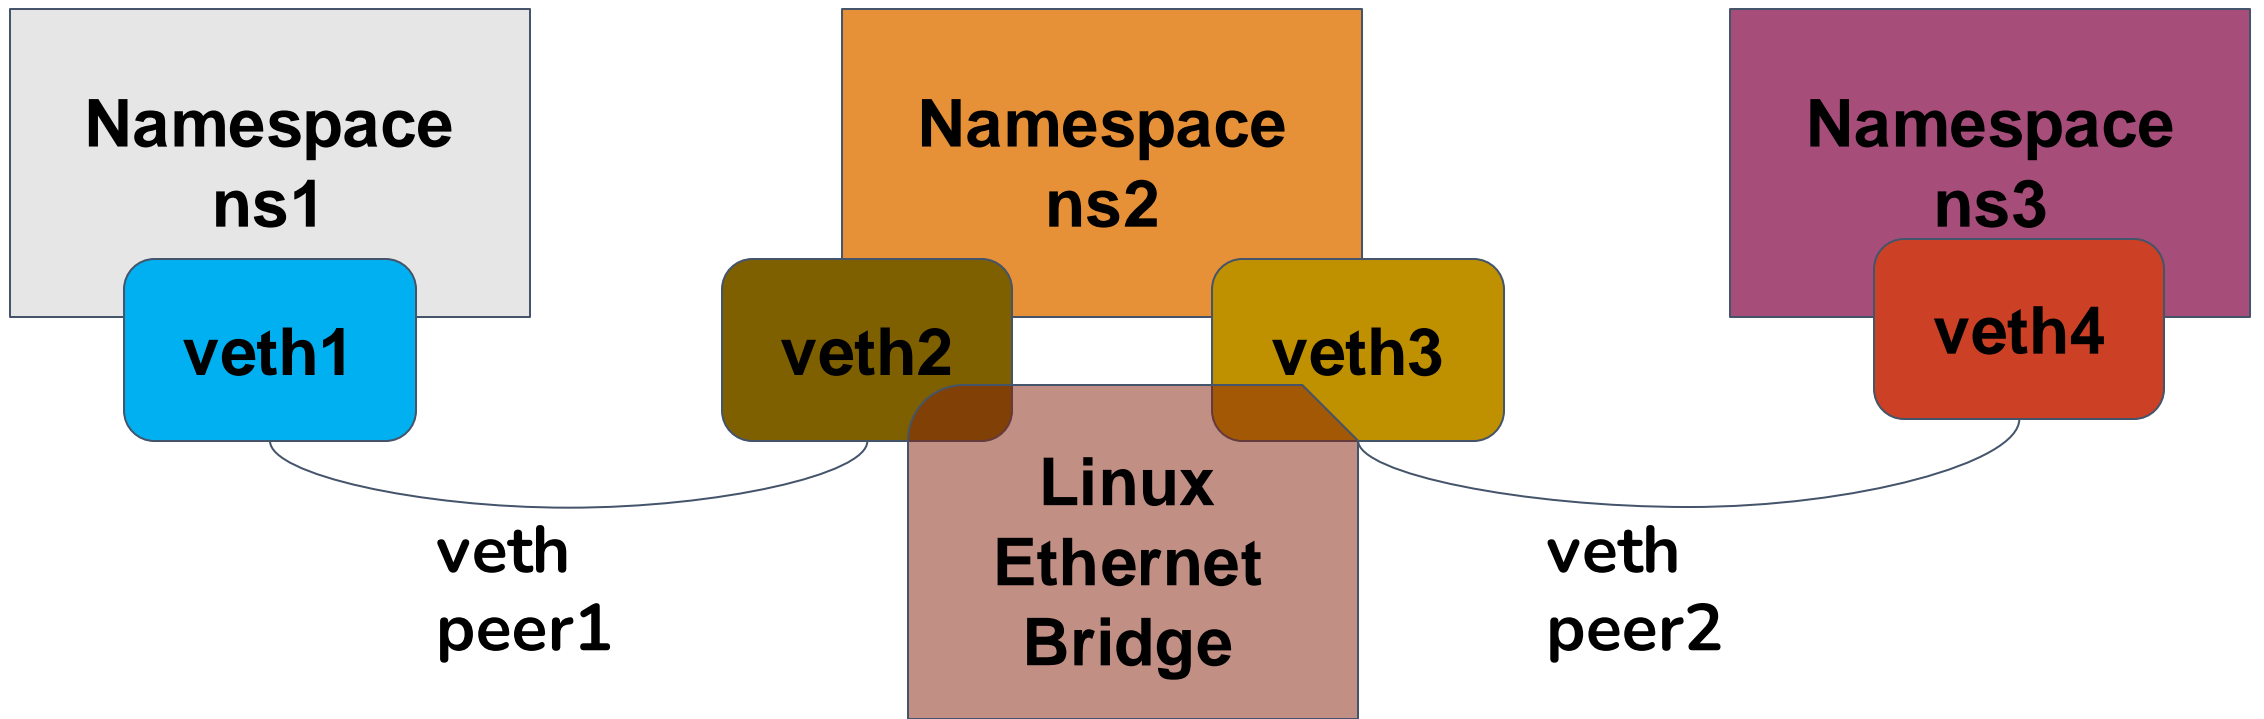 Namespace
ns1
Namespace
ns2
Namespace
ns3
veth1
veth2
veth3
veth4
Linux
Ethernet
Bridge
veth
peer1
veth
peer2